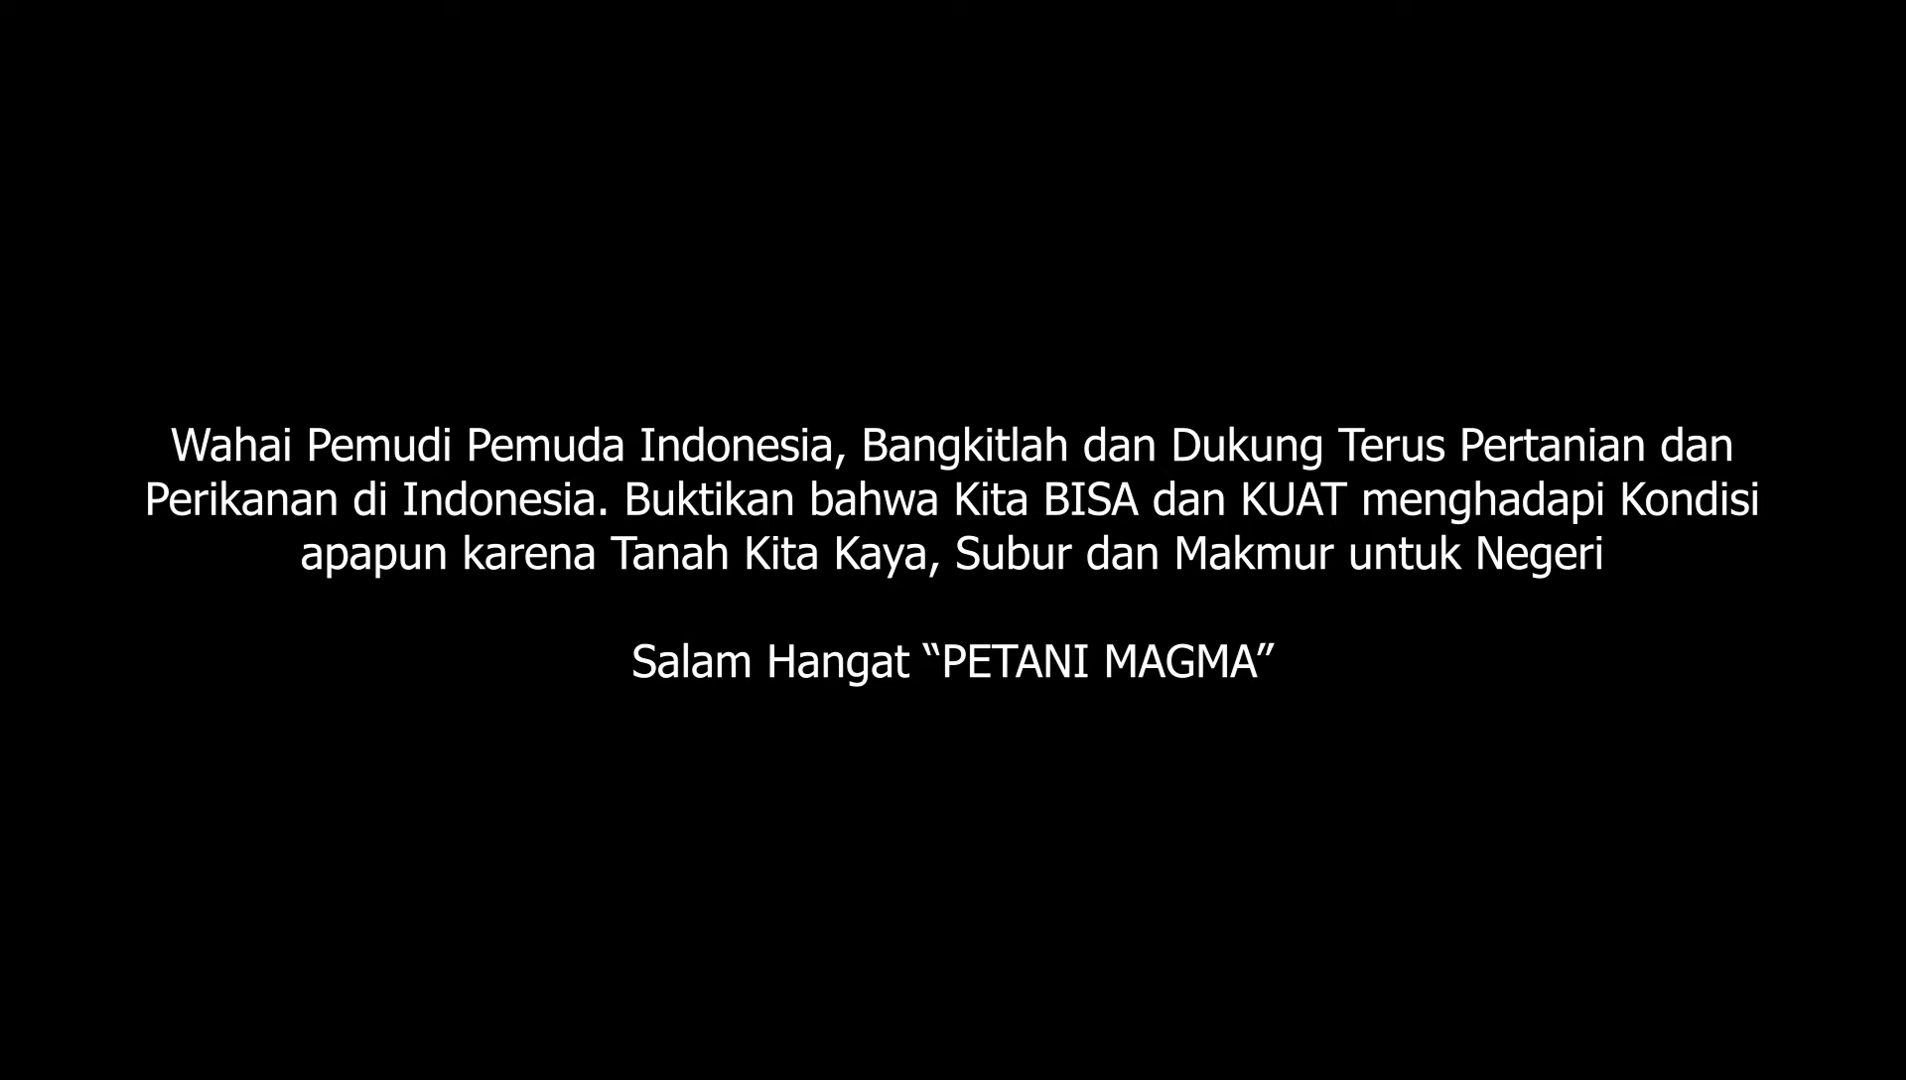 Wahai Pemudi Pemuda Indonesia, Bangkitlah dan Dukung Terus Pertanian dan
Perikanan di Indonesia. Buktikan bahwa Kita BISA dan KUAT menghadapi Kondisi
apapun karena Tanah Kita Kaya, Subur dan Makmur untuk Negeri
Salam Hangat “PETANI MAGMA”